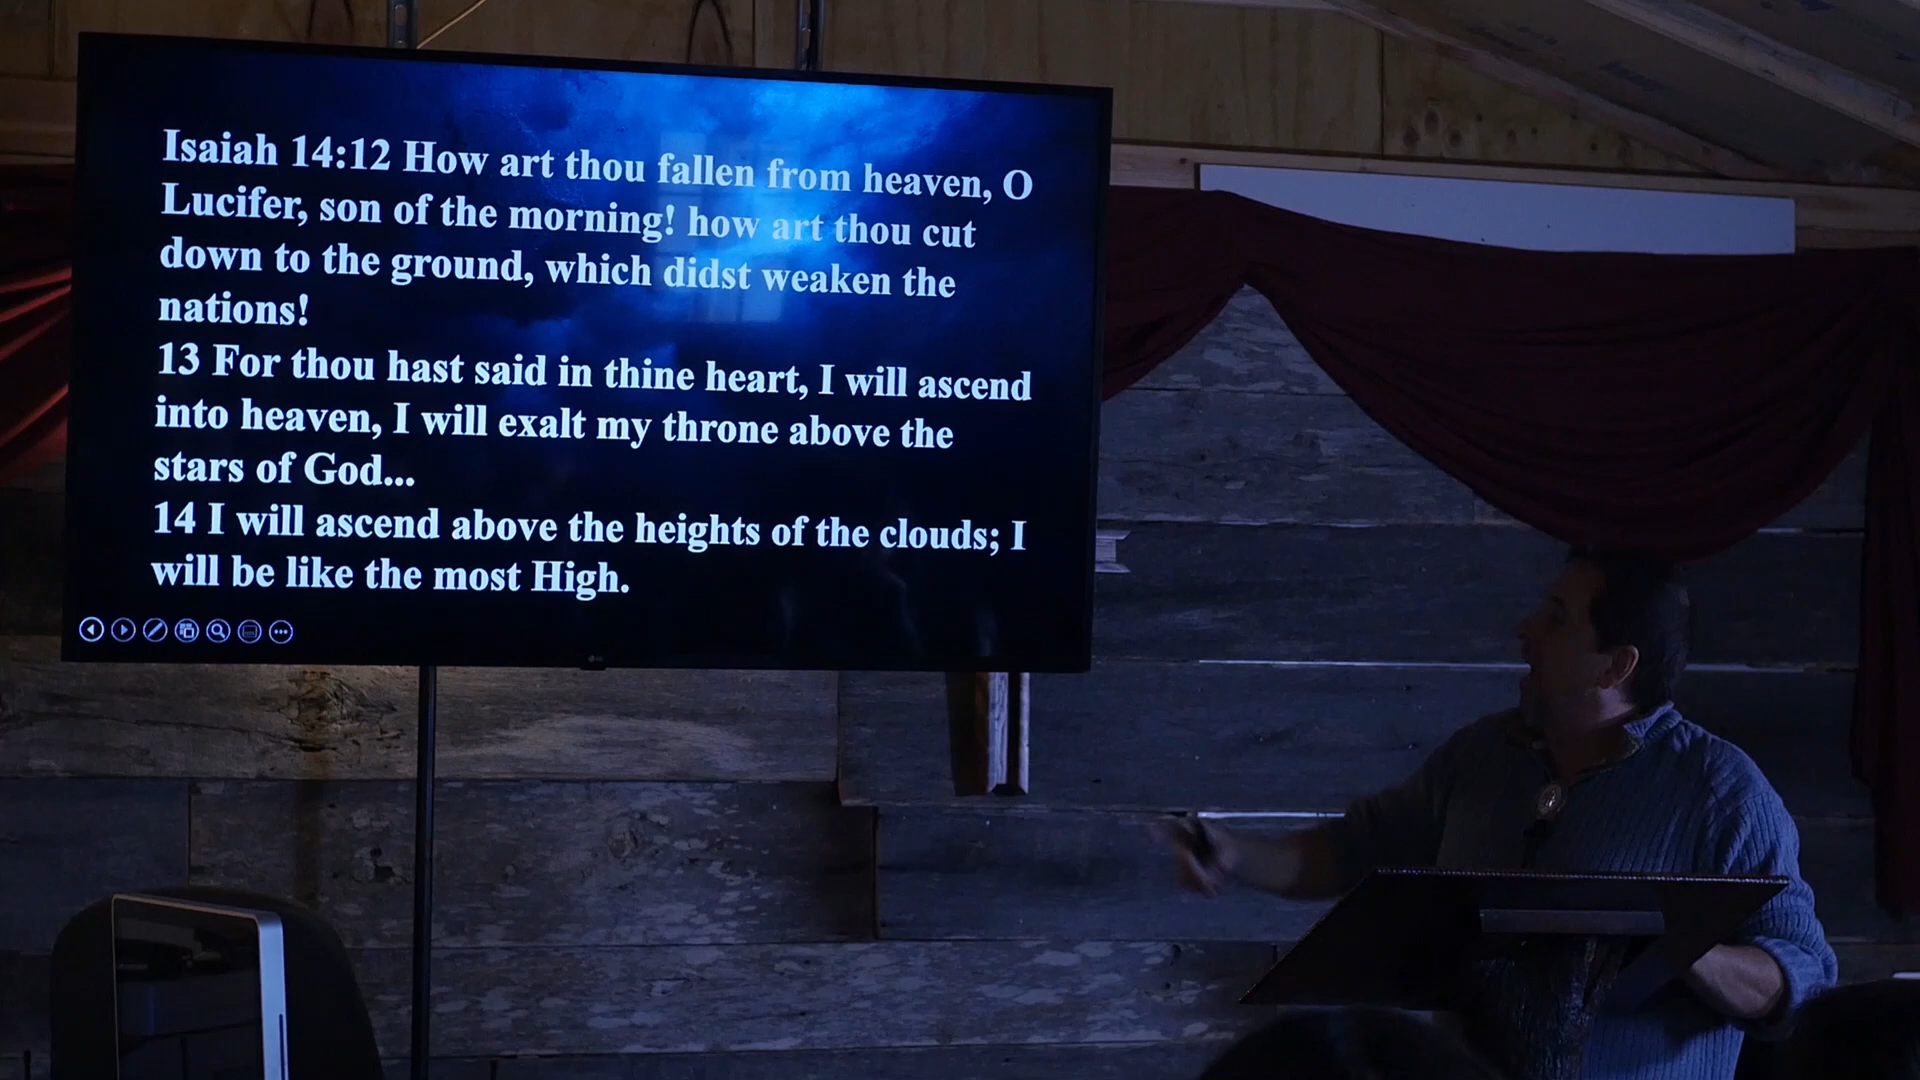 Isaiah 14:12 How art thou fallen from heaven, O
Lucifer, son of the morning! how art thou cut
down to the ground, which didst weaken the
nations!
13 For thou hast said in thine heart, I will ascend
into heaven, I will exalt my throne above the
stars of God...
14 I will ascend above the heights of the clouds; I
will be like the most High.